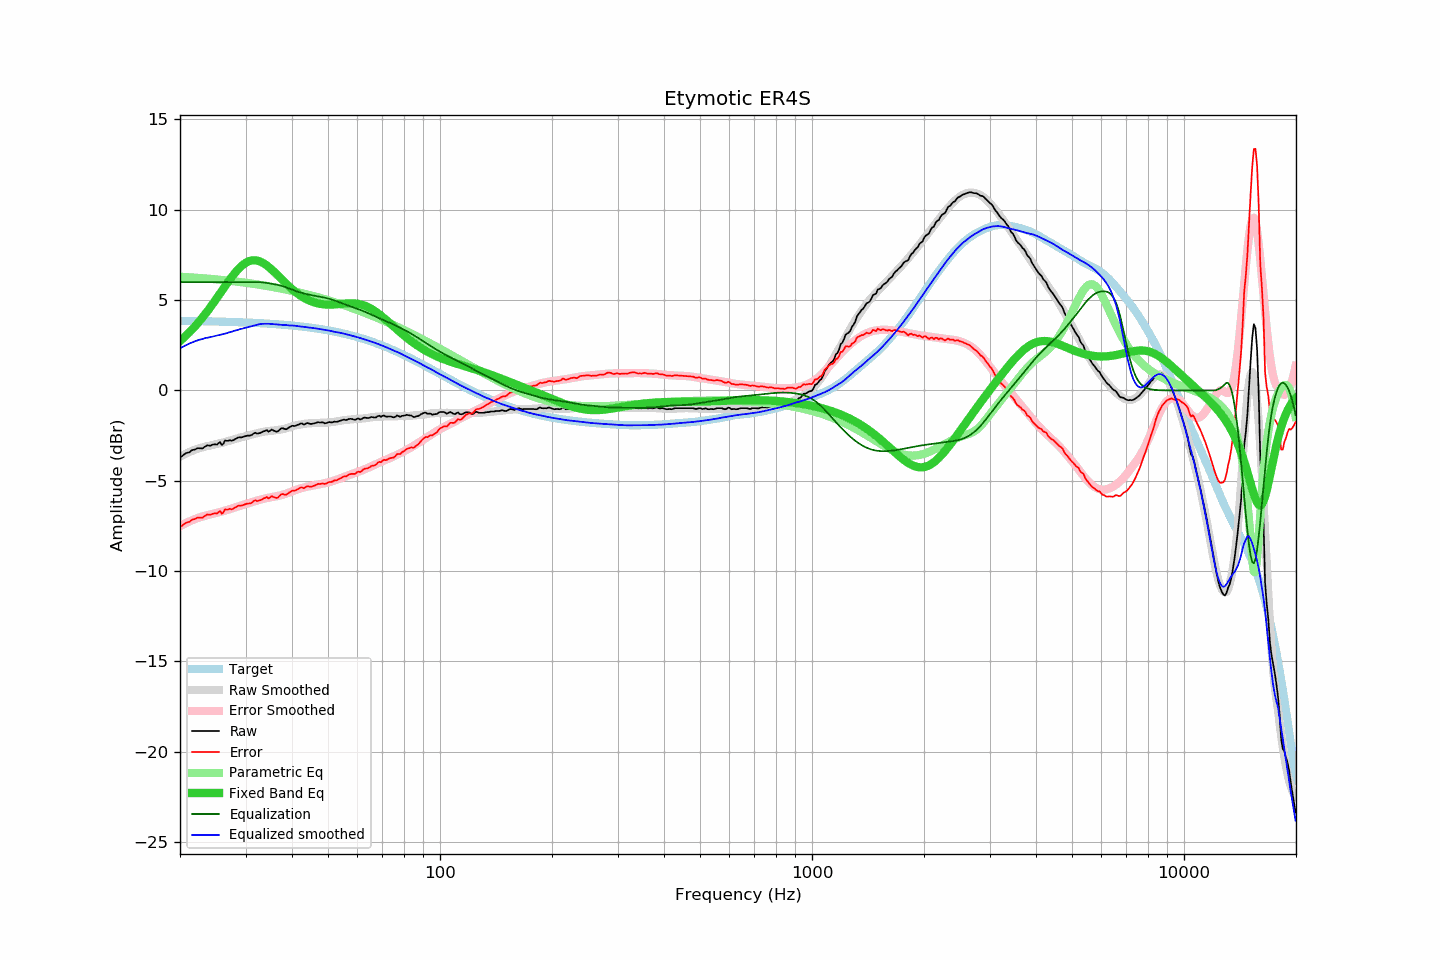 Etymotic ER4S
15
10
5
0
−5
−10
−15
−20
−25
Amplitude (dBr)
Target
Raw Smoothed
Error Smoothed
Raw
Error
Parametric Eq
Fixed Band Eq
Equalization
Equalized smoothed
100
1000
10000
Frequency (Hz)